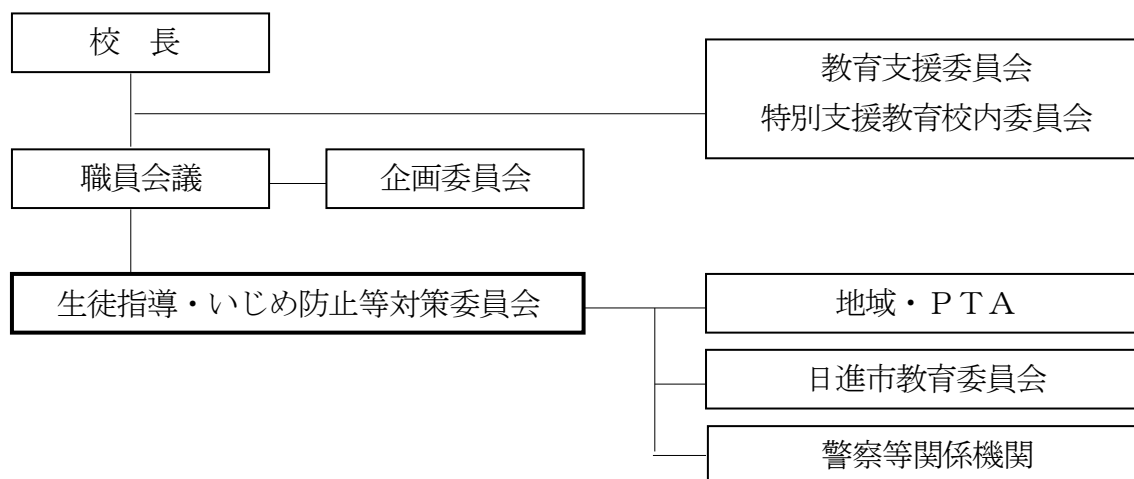 校　長
教育支援委員会
特別支援教育校内委員会
職員会議
企画委員会
生徒指導・いじめ防止等対策委員会
地域・ＰＴＡ
日進市教育委員会
警察等関係機関